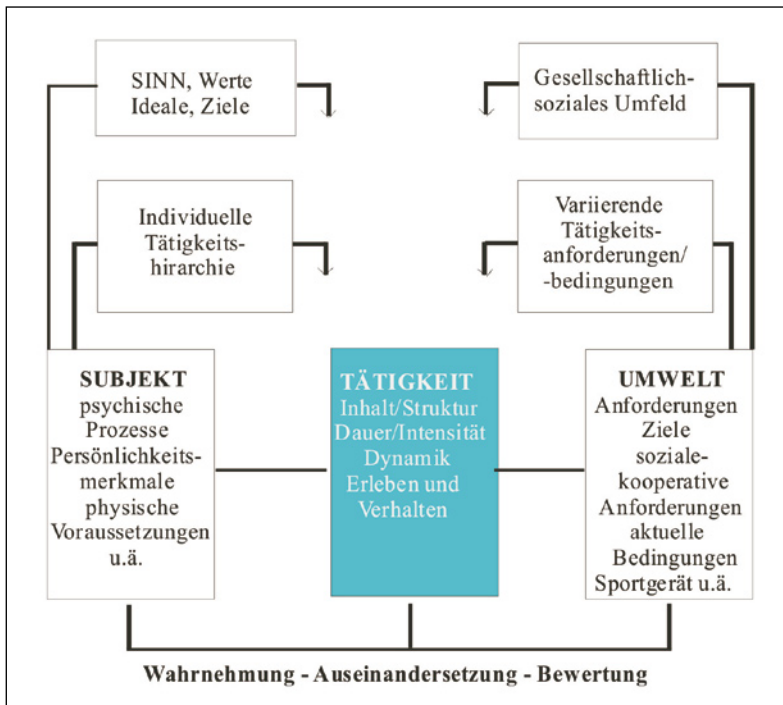 SINN, Werte
Ideale, Ziele
Gesellschaftlich-
soziales Umfeld
Individuelle
Tätigkeits-
hirarchie
Variierende
Tätigkeits-
anforderungen/
-bedingungen
SUBJEKT
psychische
Prozesse
Persönlichkeits-
merkmale
physische
Voraussetzungen
u.ä.
TÄTIGKEIT
Inhalt/Struktur
Dauer/Intensität
Dynamik
Erleben und
Verhalten
UMWELT
Anforderungen
Ziele
soziale-
kooperative
Anforderungen
aktuelle
Bedingungen
Sportgerät u.ä.
Wahrnehmung - Auseinandersetzung - Bewertung